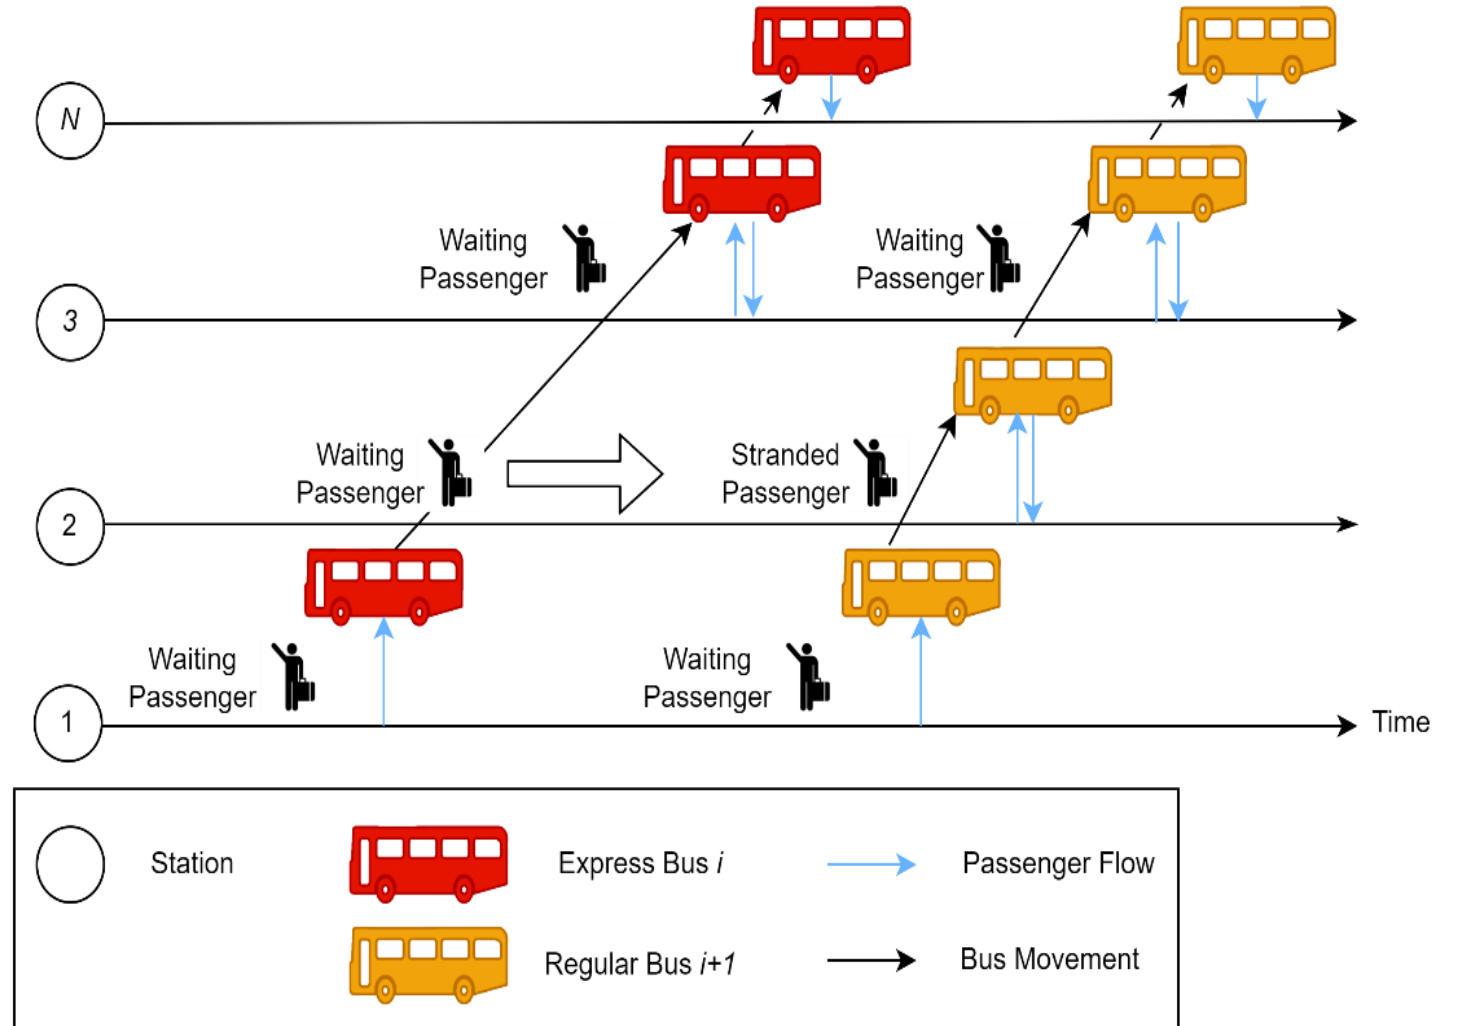 N
Waiting
Passenger
Waiting
Passenger
3
Waiting
Passenger
Stranded
Passenger
2
Waiting
Passenger
Waiting
Passenger
1
Time
Station
Express Bus i
Passenger Flow
Regular Bus i+1
Bus Movement